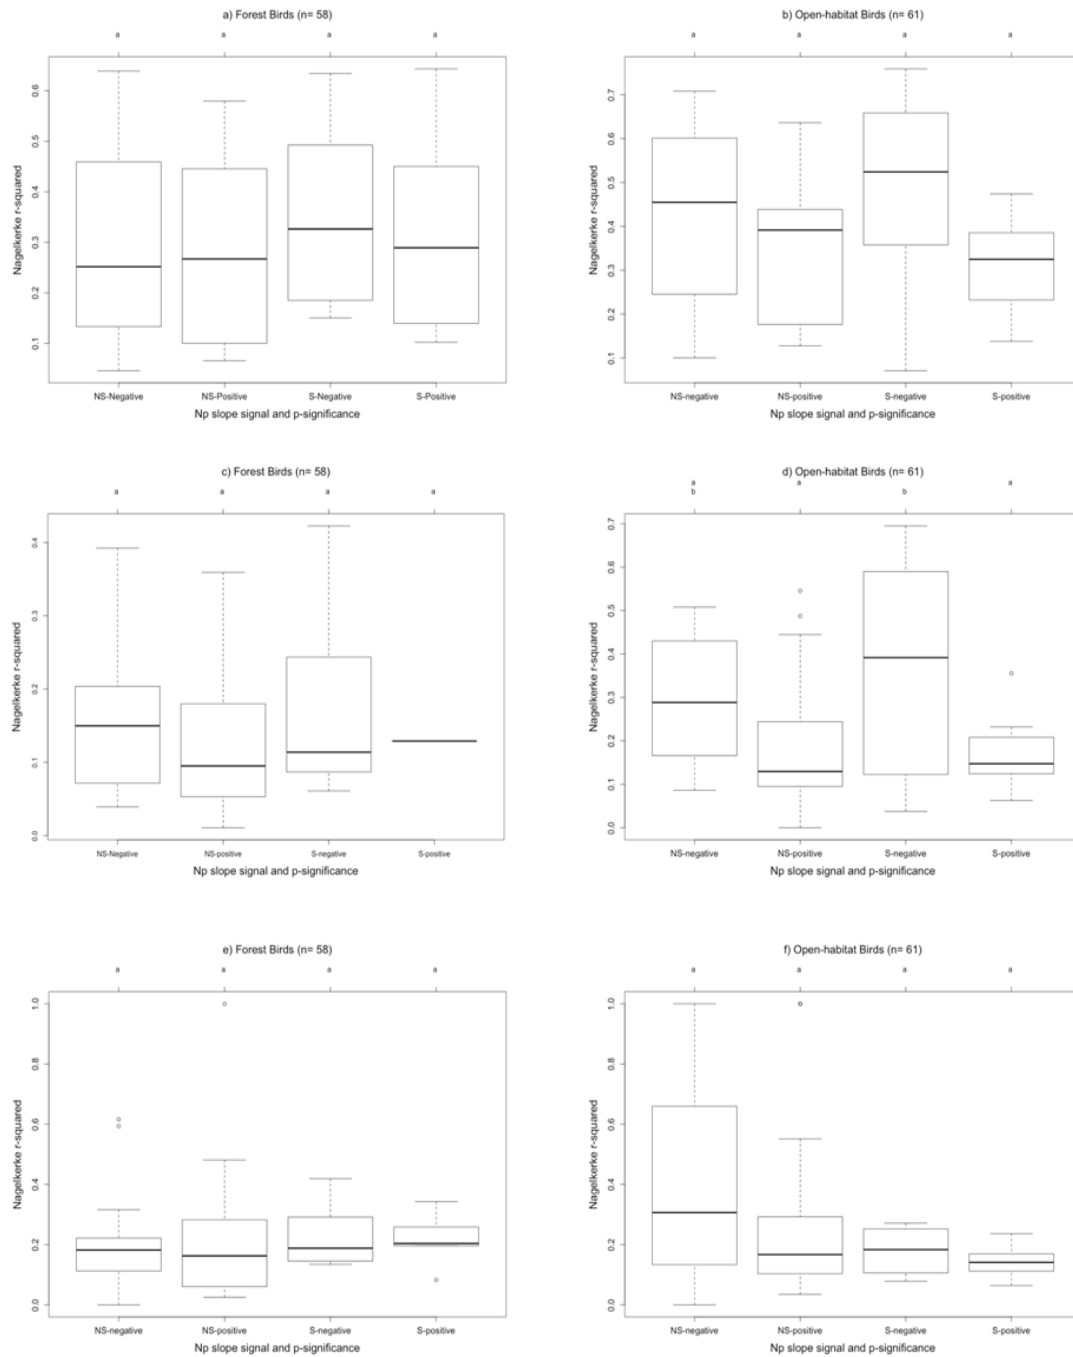 a) Forest Birds (n= 58)
a a a a
Nagelkerke r-squared
0.6
0.5
0.4
0.3
0.2
0.1
NS-Negative NS-Positive S-Negative S-Positive
Np slope signal and p-significance
b) Open-habitat Birds (n= 61)
a a a a
Nagelkerke r-squared
0.7
0.6
0.5
0.4
0.3
0.2
0.1
NS-negative NS-positive S-negative S-positive
Np slope signal and p-significance
c) Forest Birds (n= 58)
a a a a
Nagelkerke r-squared
0.4
0.3
0.2
0.1
0.0
NS-Negative NS-positive S-negative S-positive
Np slope signal and p-significance
d) Open-habitat Birds (n= 61)
a a a
b b
Nagelkerke r-squared
0.7
0.6
0.5
0.4
0.3
0.2
0.1
0.0
NS-negative NS-positive S-negative S-positive
Np slope signal and p-significance
e) Forest Birds (n= 58)
a a a a
Nagelkerke r-squared
1.0
0.8
0.6
0.4
0.2
0.0
NS-negative NS-positive S-negative S-positive
Np slope signal and p-significance
f) Open-habitat Birds (n= 61)
a a a a
Nagelkerke r-squared
1.0
0.8
0.6
0.4
0.2
0.0
NS-negative NS-positive S-negative S-positive
Np slope signal and p-significance